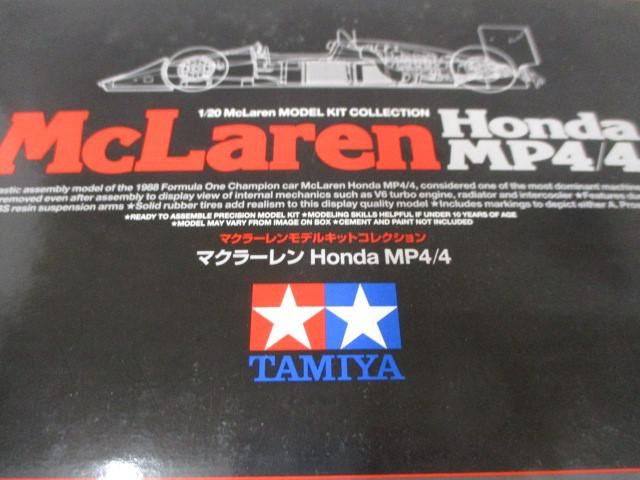 1/20 McLaren MODEL KIT COLLECTION
McLaren Honda MP4/4
astic assembly model of the 1988 Formula One Champion car McLaren Honda MP4/4, considered one of the most dominant machine
removed even after assembly to display view of internal mechanics such as V6 turbo engine, radiator and intercooler ★Features
BS resin suspension arms ★Solid rubber tires add realism to this display quality model ★Includes markings to depict either A. Pros
★READY TO ASSEMBLE PRECISION MODEL KIT ★MODELING SKILLS HELPFUL IF UNDER 10 YEARS OF AGE
★MODEL MAY VARY FROM IMAGE ON BOX ★CEMENT AND PAINT NOT INCLUDED
マクラーレンモデルキットコレクション
マクラーレン Honda MP4/4
TAMIYA